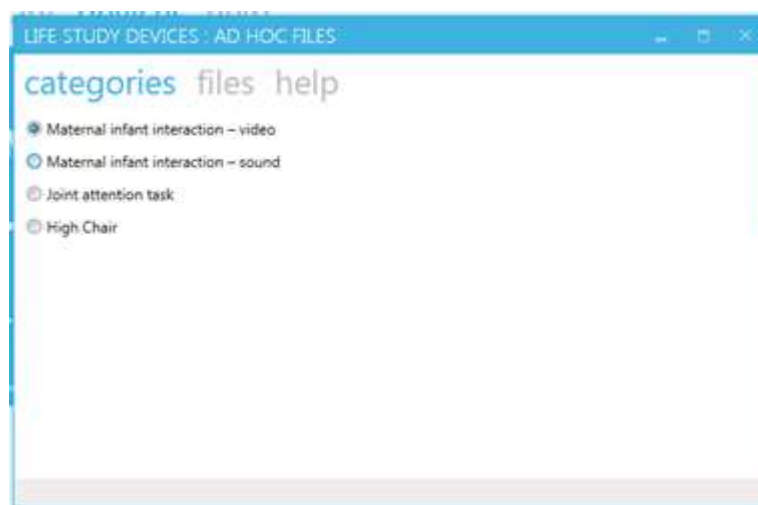 LIFE STUDY DEVICES : AD HOC FILES
categories files help
Maternal infant interaction – video
Maternal infant interaction – sound
Joint attention task
High Chair